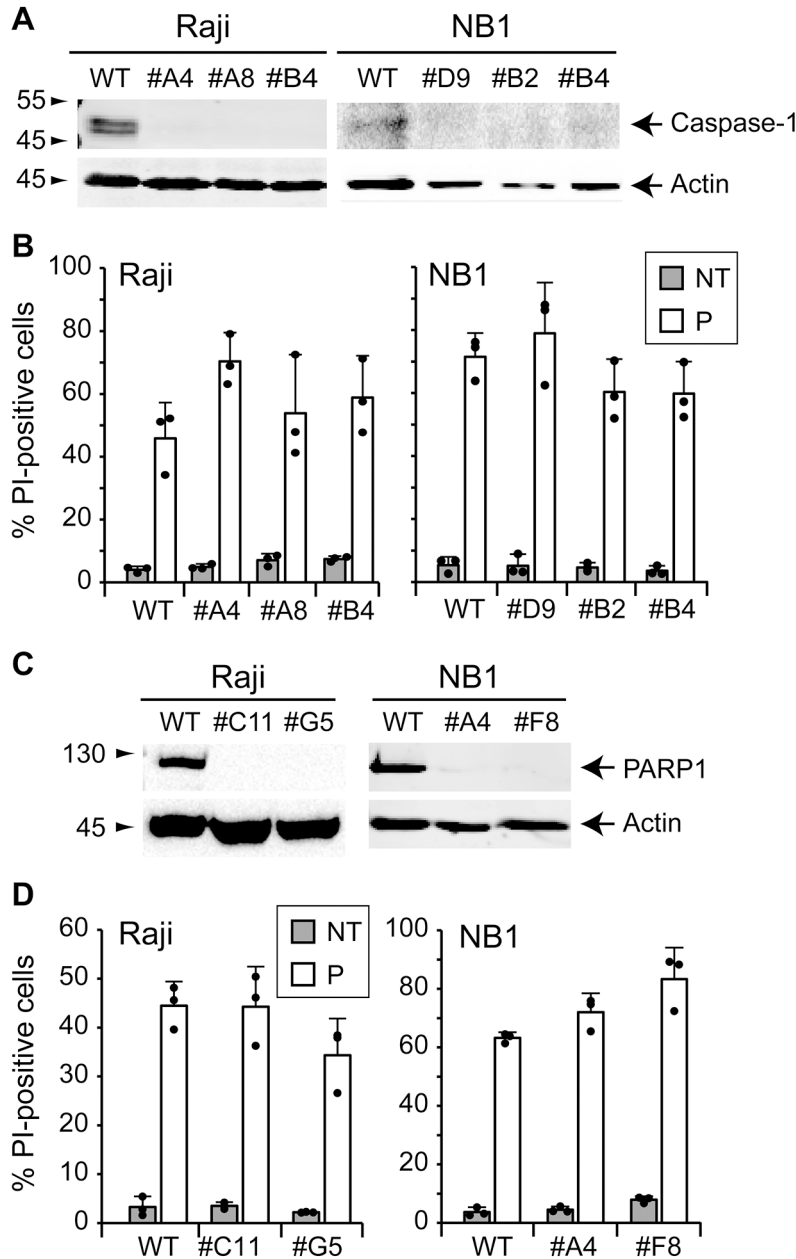 A
Raji NB1
WT #A4 #A8 #B4 WT #D9 #B2 #B4
55
45
Caspase-1
45
Actin
B
% PI-positive cells
100
80
60
40
20
0
Raji
NB1
NT
P
WT #A4 #A8 #B4 WT #D9 #B2 #B4
C
Raji NB1
WT #C11 #G5 WT #A4 #F8
130
PARP1
45
Actin
D
% PI-positive cells
60
50
40
30
20
10
0
Raji
NT
P
100
80
60
40
20
0
NB1
WT #C11 #G5 WT #A4 #F8